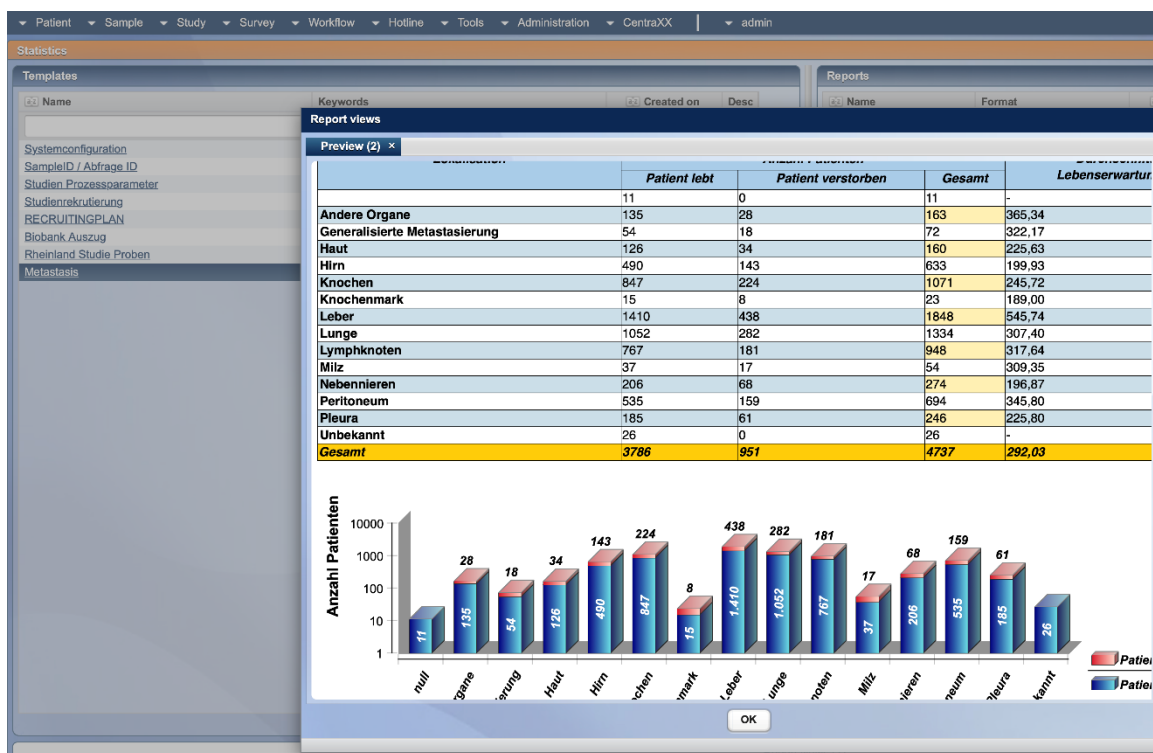 Patient Sample Study Survey Workflow Hotline Tools Administration CentraXX admin
Statistics
Templates
Reports
Name Keywords Created on Desc
Name Format
Report views
Preview (2) ×
Systemconfiguration
SampleID / Abfrage ID
Studien Prozessparameter
Studienrekrutierung
RECRUITINGPLAN
Biobank Auszug
Rheinland Studie Proben
Metastasis
Patient lebt Patient verstorben Gesamt
11 0 11 -
Andere Organe 135 28 163 365,34
Generalisierte Metastasierung 54 18 72 322,17
Haut 126 34 160 225,63
Hirn 490 143 633 199,93
Knochen 847 224 1071 245,72
Knochenmark 15 8 23 189,00
Leber 1410 438 1848 545,74
Lunge 1052 282 1334 307,40
Lymphknoten 767 181 948 317,64
Milz 37 17 54 309,35
Nebennieren 206 68 274 196,87
Peritoneum 535 159 694 345,80
Pleura 185 61 246 225,80
Unbekannt 26 0 26 -
Gesamt 3786 951 4737 292,03
Anzahl Patienten
10000
1000
100
10
1
28 18 34 143 224 8 438 282 181 17 68 159 61
11 135 54 126 490 847 15 1.410 1.052 767 37 206 535 185 26
null Haut Hirn Leber Milz Pleura
OK